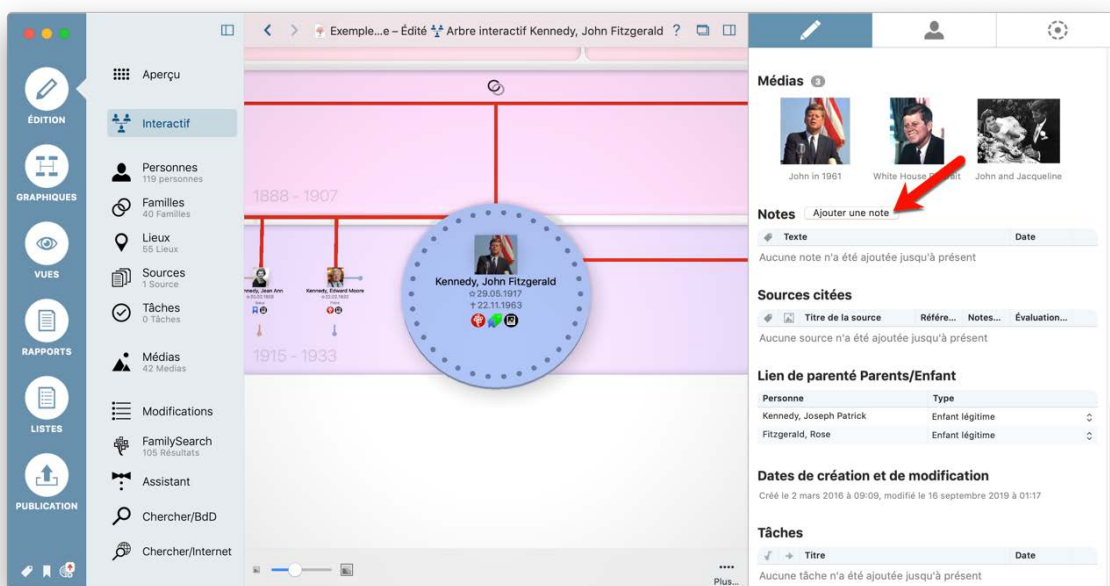 Exemple...e – Édité Arbre interactif Kennedy, John Fitzgerald ?
ÉDITION
GRAPHIQUES
VUES
RAPPORTS
LISTES
PUBLICATION
Aperçu
Interactif
Personnes
119 personnes
Familles
40 Familles
Lieux
55 Lieux
Sources
1 Source
Tâches
0 Tâches
Médias
42 Medias
Modifications
FamilySearch
105 Résultats
Assistant
Chercher/BdD
Chercher/Internet
1888 - 1907
Kennedy, Edward Moore
Kennedy, John Fitzgerald
29.05.1917
22.11.1963
1915 - 1933
Plus...
Médias 3
John in 1961
White House
John and Jacqueline
Notes Ajouter une note
Texte Date
Aucune note n'a été ajoutée jusqu'à présent
Sources citées
Titre de la source Référe... Notes... Évaluation...
Aucune source n'a été ajoutée jusqu'à présent
Lien de parenté Parents/Enfant
Personne Type
Kennedy, Joseph Patrick Enfant légitime
Fitzgerald, Rose Enfant légitime
Dates de création et de modification
Créé le 2 mars 2016 à 09:09, modifié le 16 septembre 2019 à 01:17
Tâches
Titre Date
Aucune tâche n'a été ajoutée jusqu'à présent